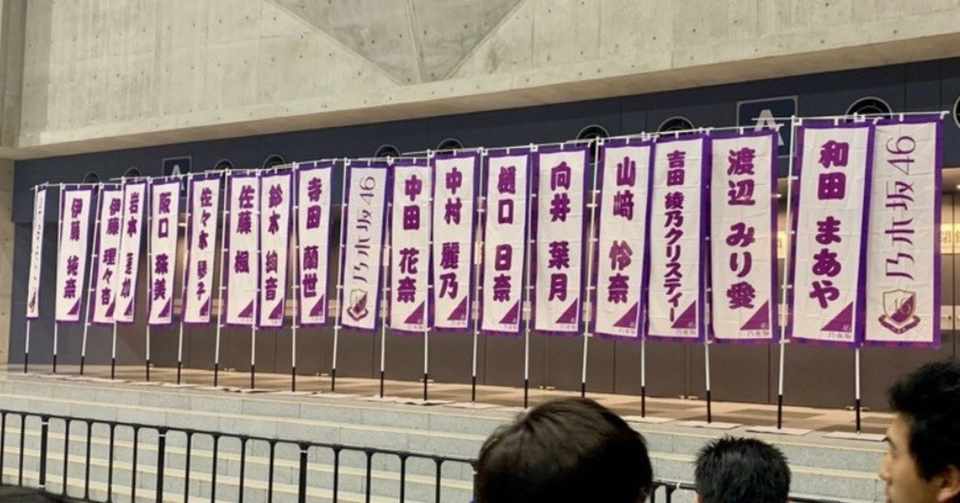 伊藤 純奈
伊藤 理々杏
岩本 蓮加
阪口 珠美
佐々木 琴子
佐藤 楓
鈴木 絢音
寺田 蘭世
乃木坂46
中田 花奈
中村 麗乃
樋口 日奈
向井 葉月
山﨑 怜奈
吉田 綾乃クリスティー
渡辺 みり愛
和田 まあや
乃木坂46
A